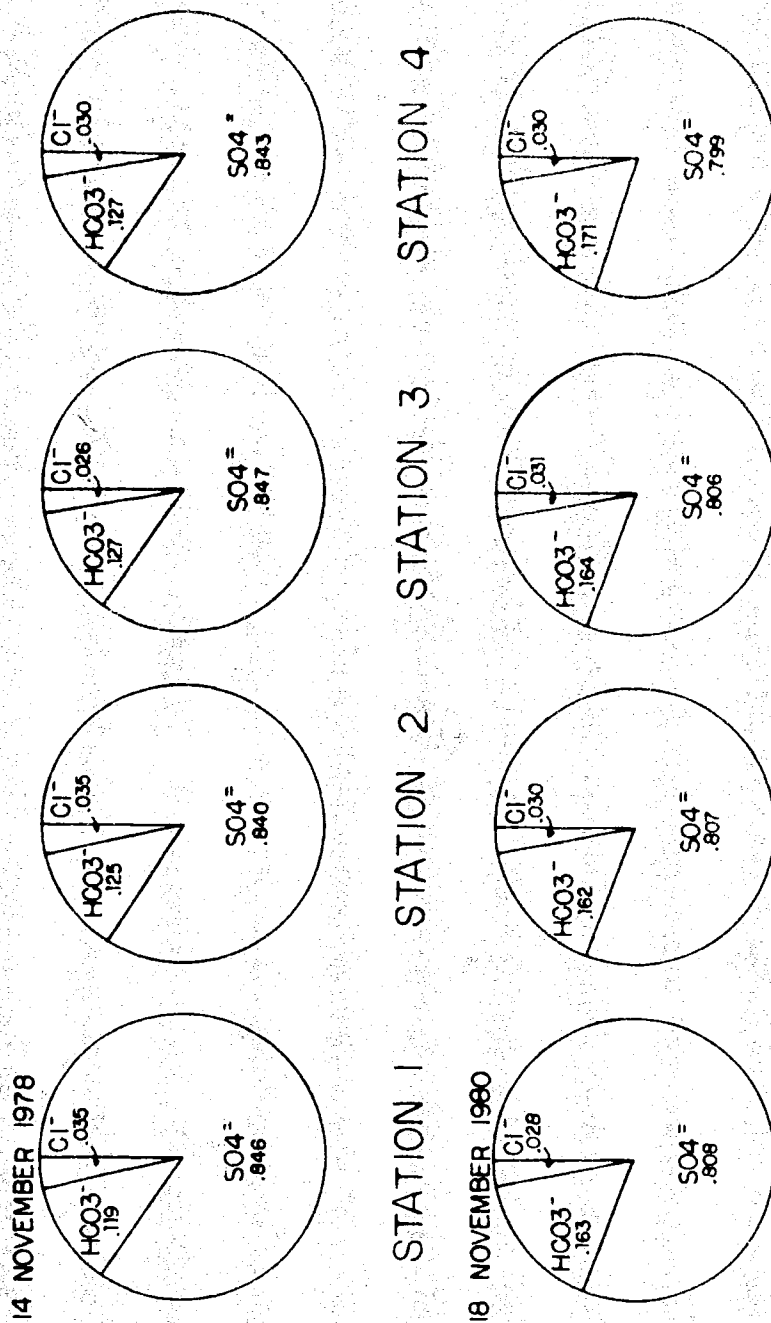 14 NOVEMBER 1978
Cl⁻
.035
HCO3⁻
.119
SO4⁼
.846
Cl⁻
.035
HCO3⁻
.125
SO4⁼
.840
Cl⁻
.026
HCO3⁻
.127
SO4⁼
.847
Cl⁻
.030
HCO3⁻
.127
SO4⁼
.843
STATION 1
STATION 2
STATION 3
STATION 4
18 NOVEMBER 1980
Cl⁻
.028
HCO3⁻
.163
SO4⁼
.808
Cl⁻
.030
HCO3⁻
.162
SO4⁼
.807
Cl⁻
.031
HCO3⁻
.164
SO4⁼
.806
Cl⁻
.030
HCO3⁻
.171
SO4⁼
.799